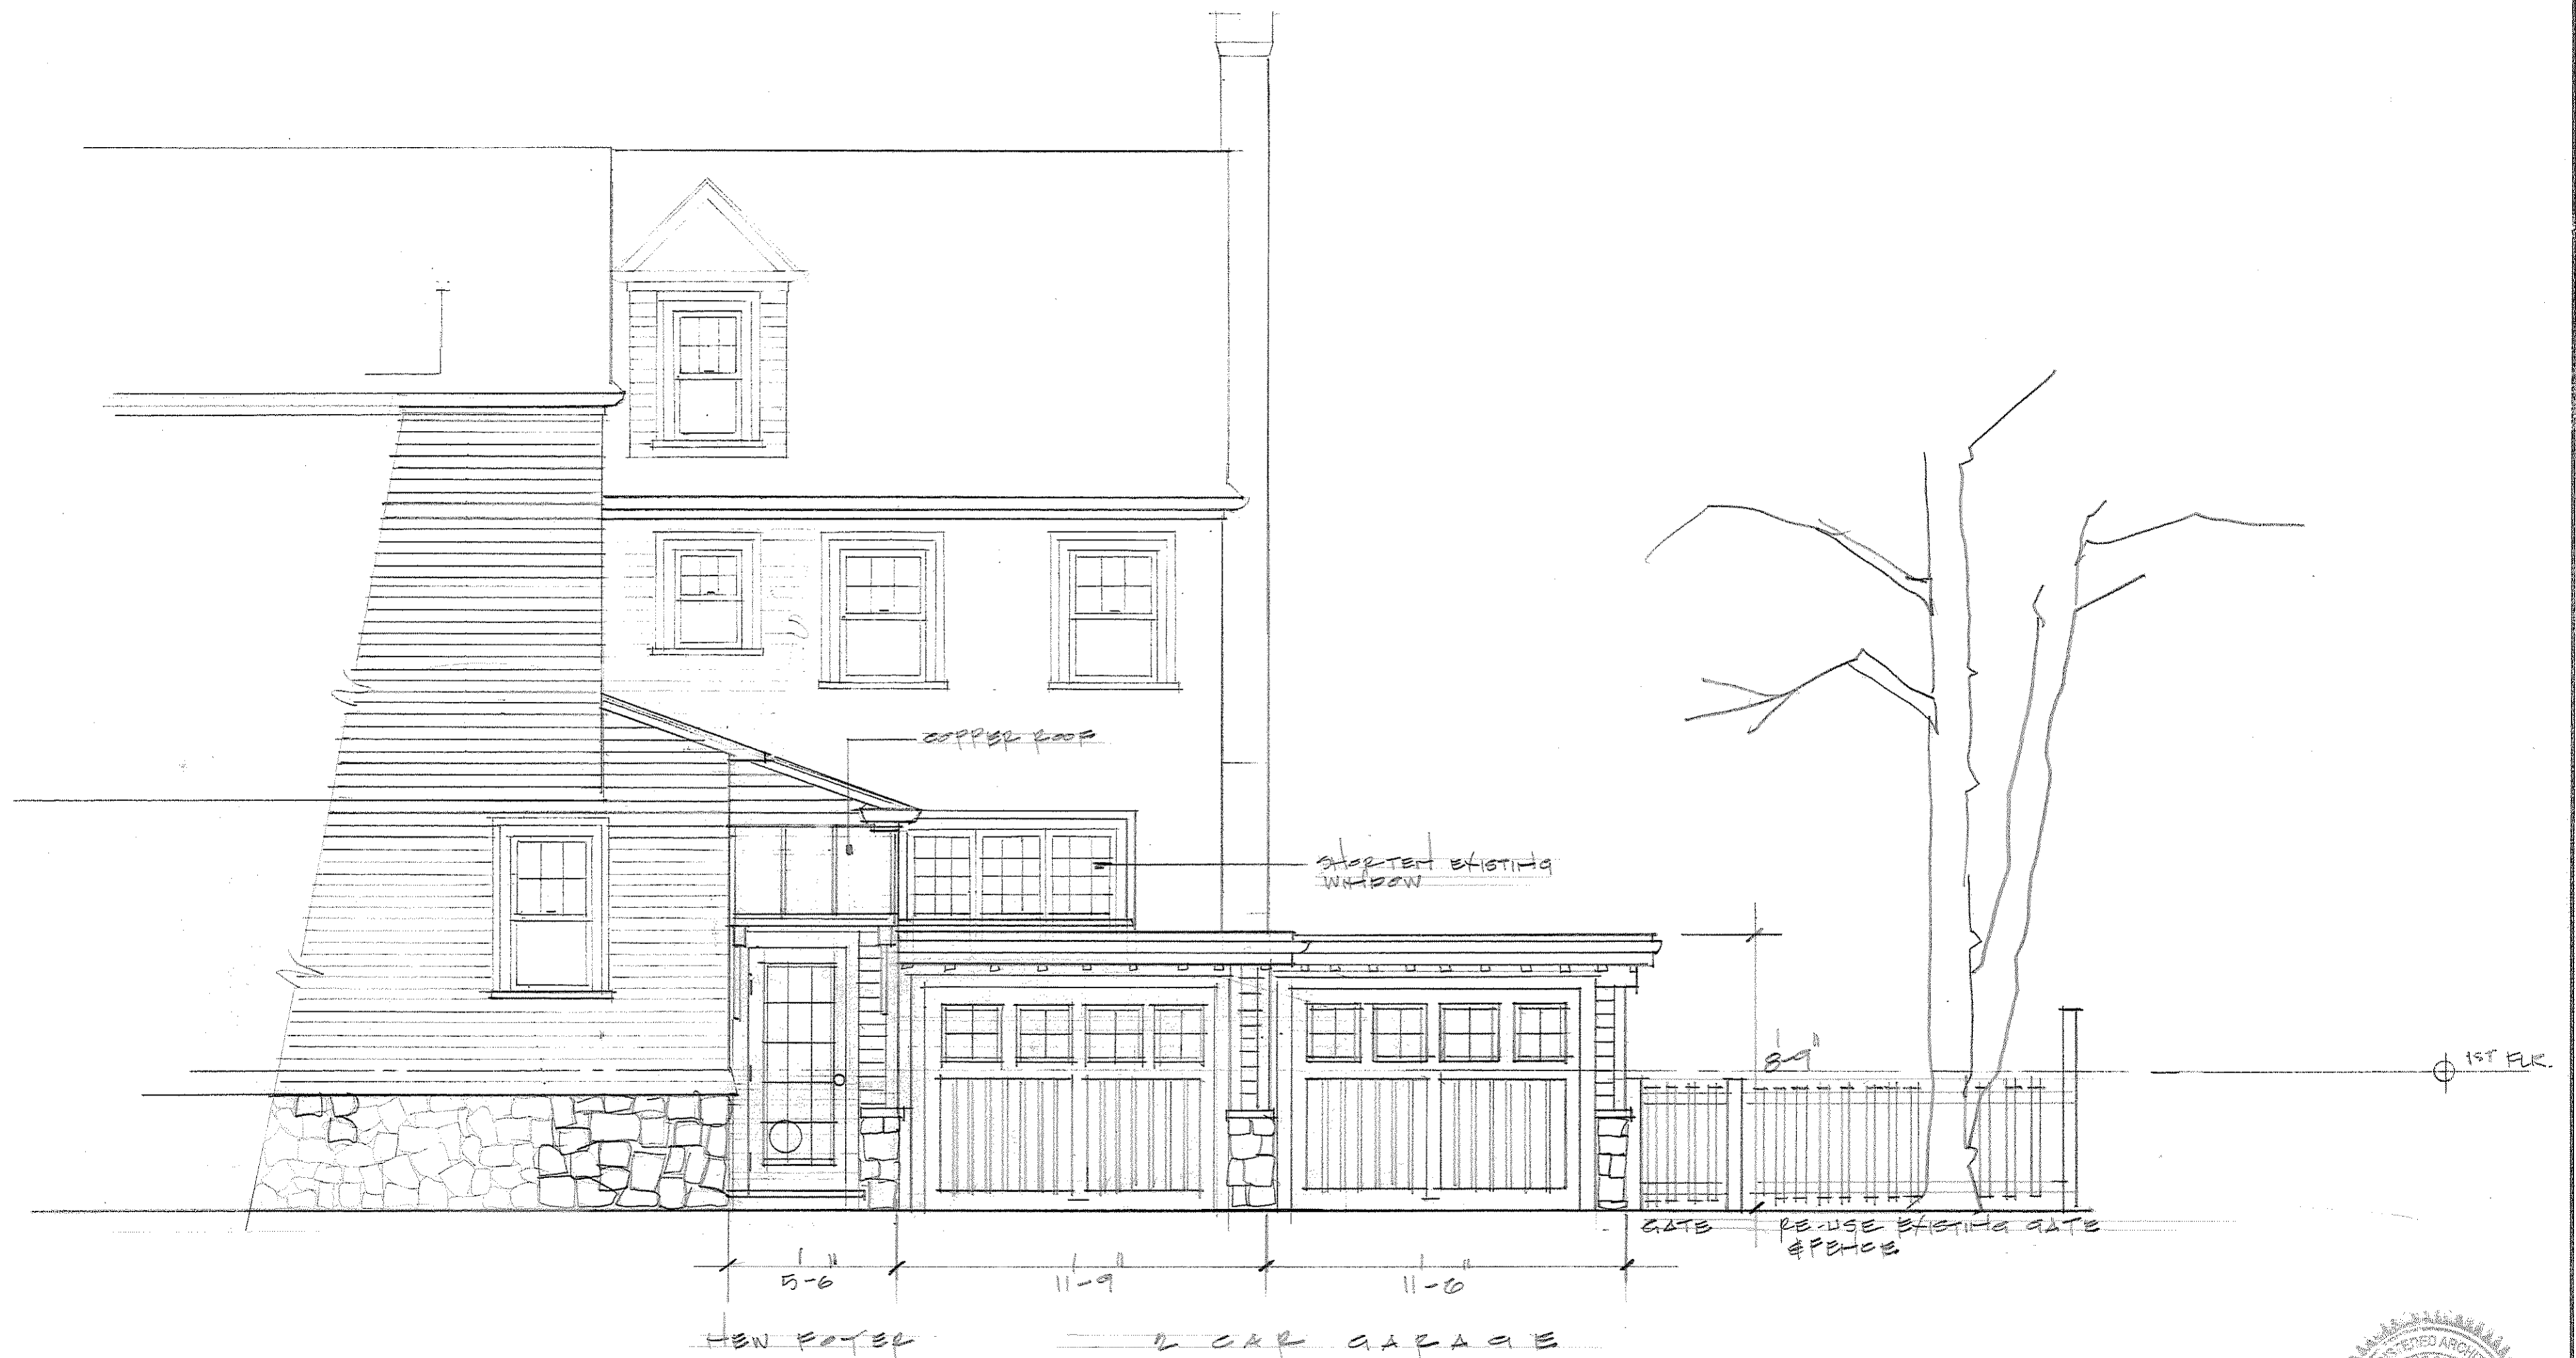 COPPER ROOF
SHORTEN EXISTING
WINDOW
8'-9"
1ST FLR.
GATE
RE-USE EXISTING GATE
& FENCE
5'-6"
11'-9"
11'-6"
NEW FOYER
2 CAR GARAGE